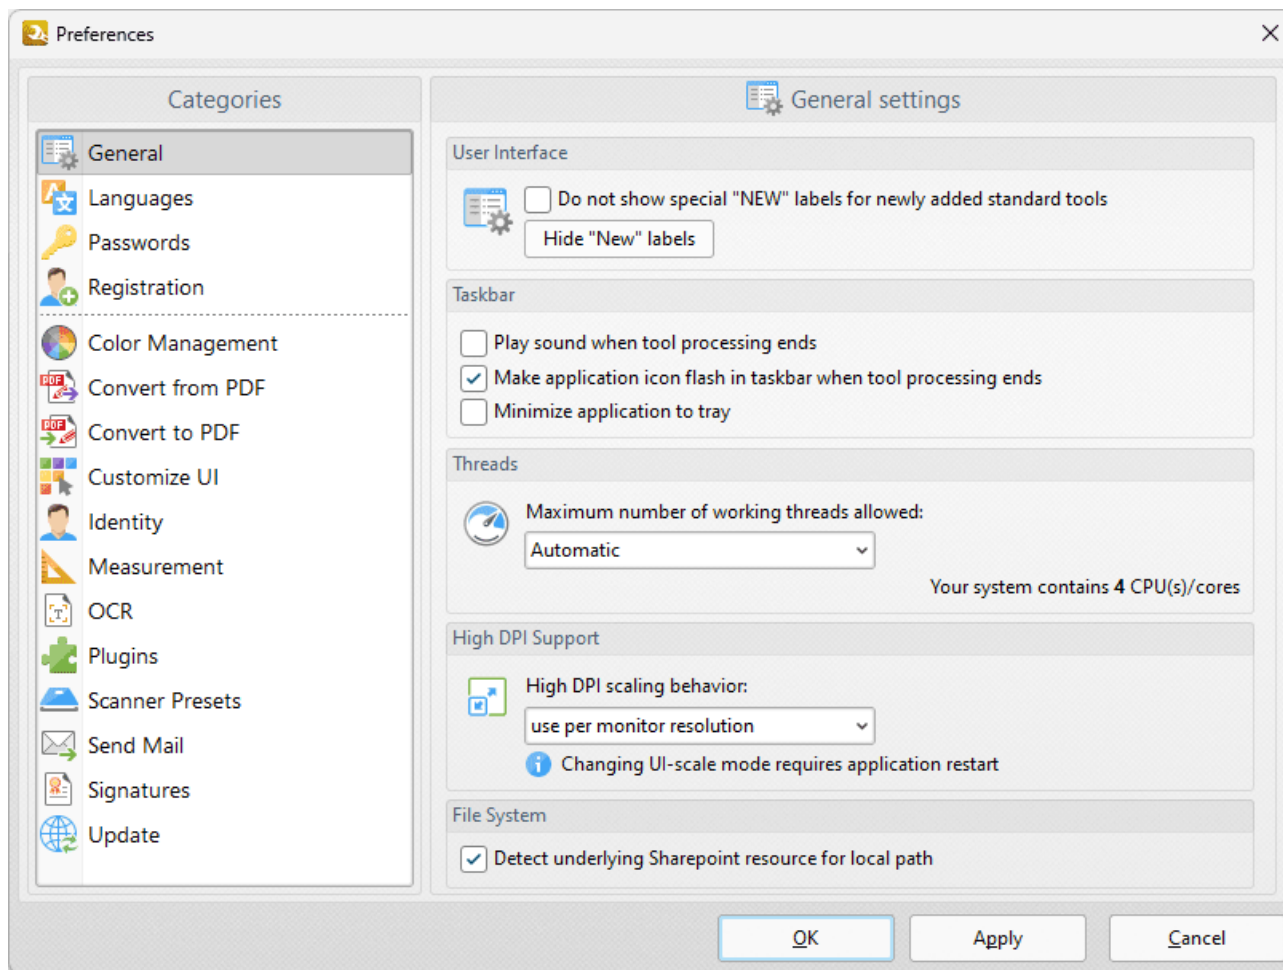 Preferences
Categories
General
Languages
Passwords
Registration
Color Management
Convert from PDF
Convert to PDF
Customize UI
Identity
Measurement
OCR
Plugins
Scanner Presets
Send Mail
Signatures
Update
General settings
User Interface
Do not show special "NEW" labels for newly added standard tools
Hide "New" labels
Taskbar
Play sound when tool processing ends
Make application icon flash in taskbar when tool processing ends
Minimize application to tray
Threads
Maximum number of working threads allowed:
Automatic
Your system contains 4 CPU(s)/cores
High DPI Support
High DPI scaling behavior:
use per monitor resolution
Changing UI-scale mode requires application restart
File System
Detect underlying Sharepoint resource for local path
OK
Apply
Cancel